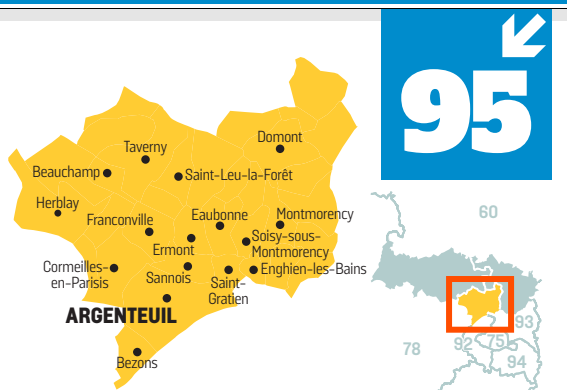 95
Domont
Taverny
Beauchamp
Saint-Leu-la-Forêt
Herblay
Franconville
Eaubonne
Montmorency
Ermont
Soisy-sous-
Montmorency
Cormeilles-
en-Parisis
Sannois
Saint-
Gratien
Enghien-les-Bains
ARGENTEUIL
Bezons
60
93
92
75
78
94